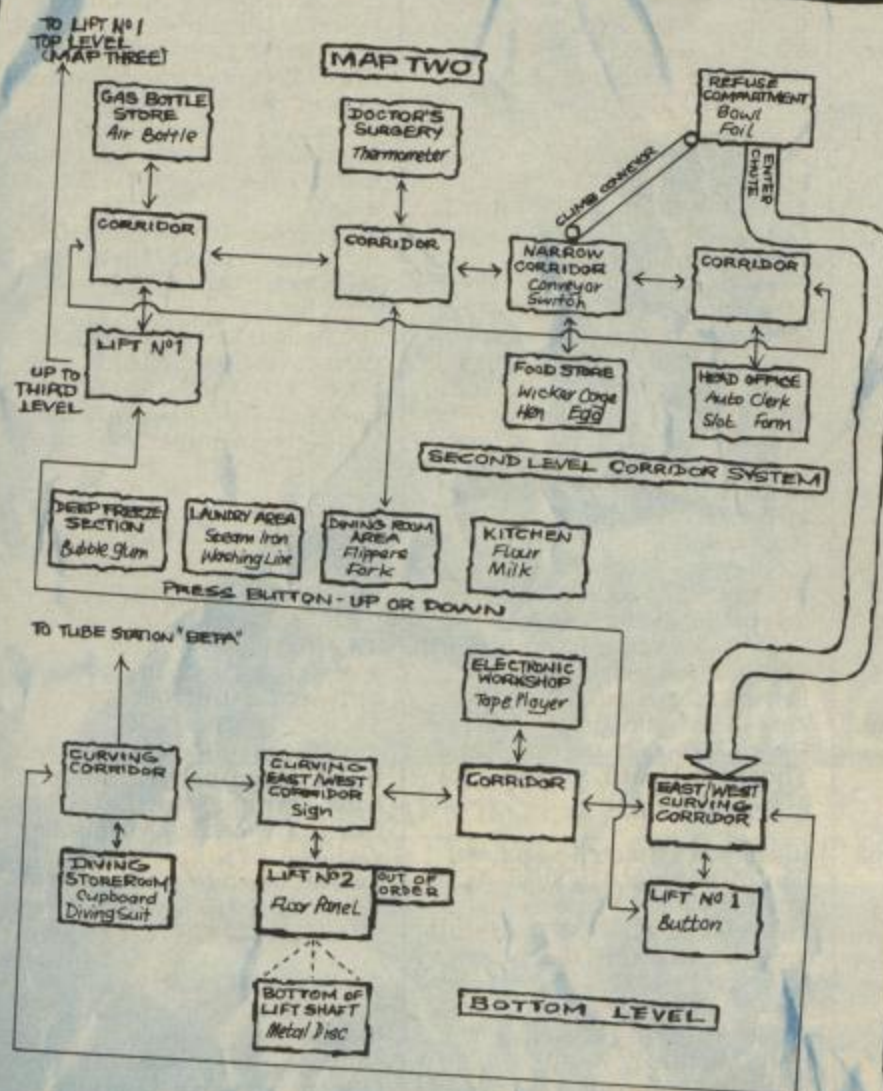 TO LIFT Nº1
TOP LEVEL
(MAP THREE)
MAP TWO
GAS BOTTLE
STORE
Air Bottle
DOCTOR'S
SURGERY
Thermometer
REFUSE
COMPARTMENT
Bowl
Foil
CLIMB CONVEYOR
ENTER
CHUTE
CORRIDOR
CORRIDOR
NARROW
CORRIDOR
Conveyor
Switch
CORRIDOR
LIFT Nº1
UP TO
THIRD
LEVEL
FOOD STORE
Wicker Cage
Hen Egg
HEAD OFFICE
Auto Clerk
Slot Form
SECOND LEVEL CORRIDOR SYSTEM
DEEP FREEZE
SECTION
Bubble Gum
LAUNDRY AREA
Steam Iron
Washing Line
DINING ROOM
AREA
Flippers
Fork
KITCHEN
Flour
Milk
PRESS BUTTON - UP OR DOWN
TO TUBE STATION "BETA"
ELECTRONIC
WORKSHOP
Tape Player
CURVING
CORRIDOR
CURVING
EAST/WEST
CORRIDOR
Sign
CORRIDOR
EAST/WEST
CURVING
CORRIDOR
DIVING
STOREROOM
Cupboard
Diving Suit
LIFT Nº2
Floor Panel
OUT OF
ORDER
LIFT Nº 1
Button
BOTTOM OF
LIFT SHAFT
Metal Disc
BOTTOM LEVEL